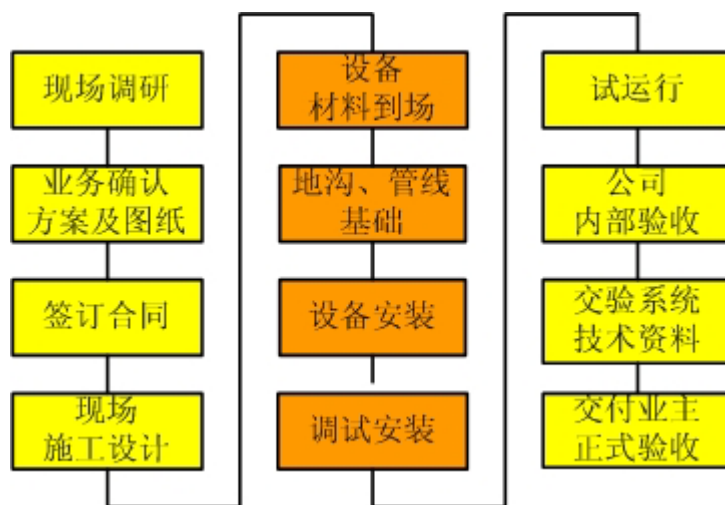 现场调研
业务确认
方案及图纸
签订合同
现场
施工设计
设备
材料到场
地沟、管线
基础
设备安装
调试安装
试运行
公司
内部验收
交验系统
技术资料
交付业主
正式验收